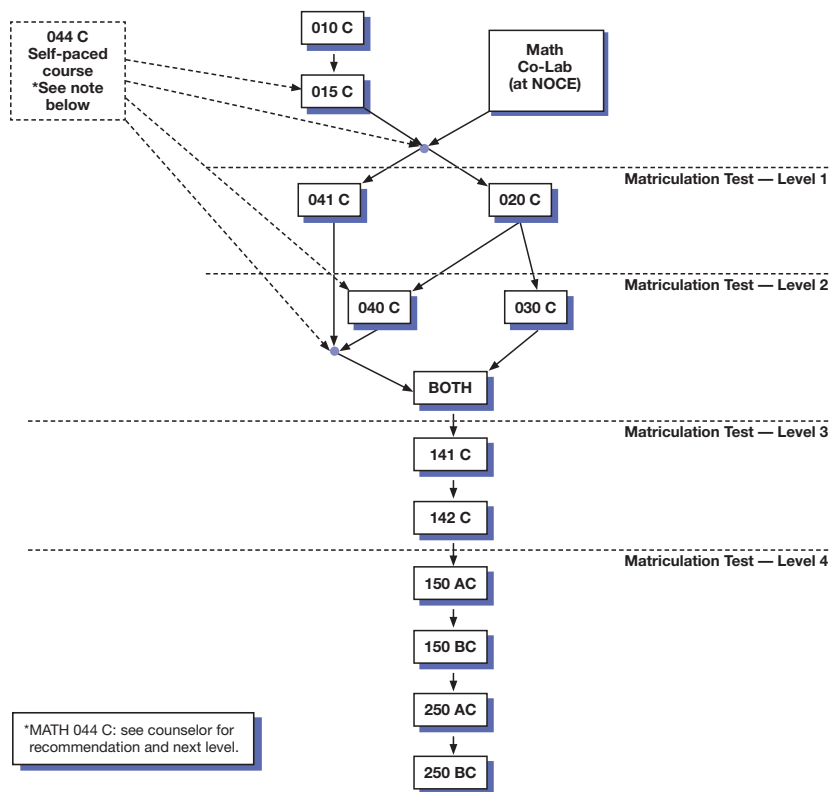 044 C
Self-paced
course
*See note
below
010 C
015 C
Math
Co-Lab
(at NOCE)
Matriculation Test — Level 1
041 C
020 C
Matriculation Test — Level 2
040 C
030 C
BOTH
Matriculation Test — Level 3
141 C
142 C
Matriculation Test — Level 4
150 AC
150 BC
250 AC
250 BC
*MATH 044 C: see counselor for
recommendation and next level.